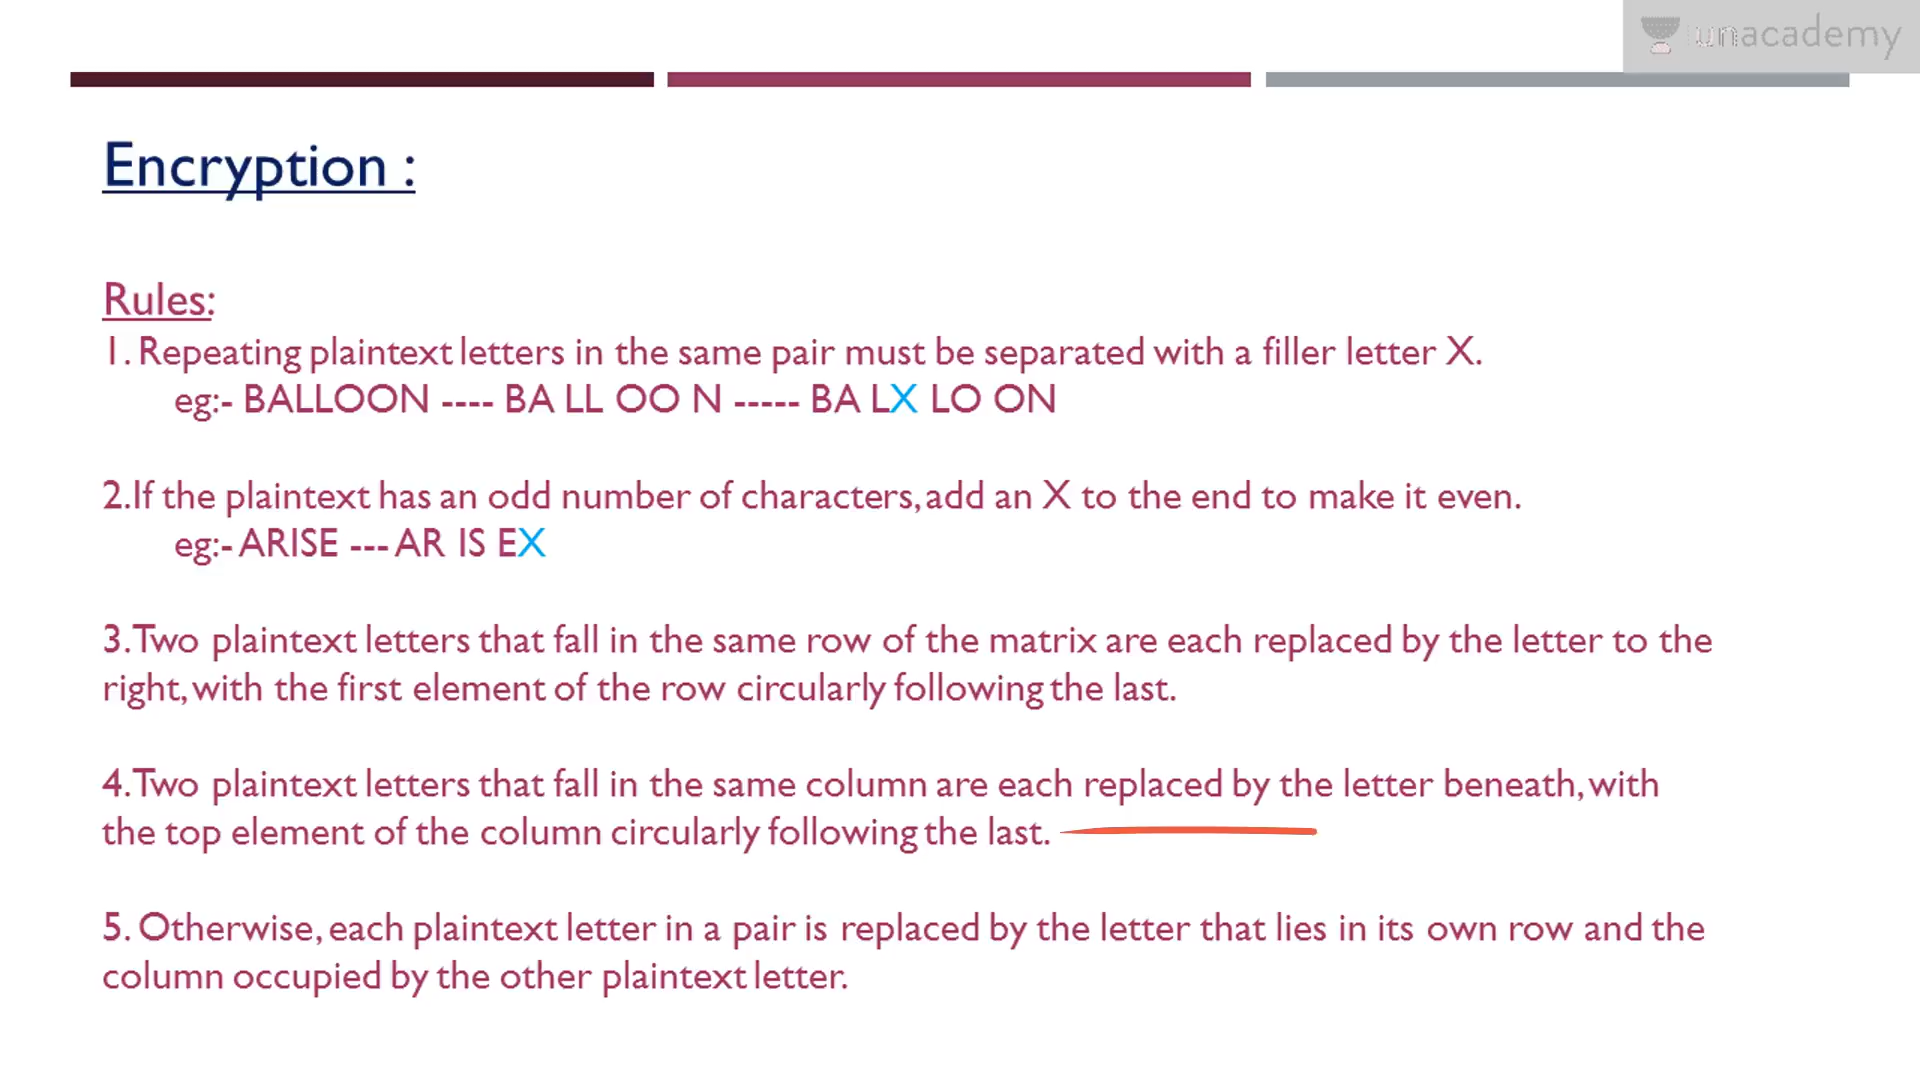 unacademy
Encryption :
Rules:
1. Repeating plaintext letters in the same pair must be separated with a filler letter X.
eg:- BALLOON ---- BA LL OO N ----- BA LX LO ON
2.If the plaintext has an odd number of characters, add an X to the end to make it even.
eg:- ARISE --- AR IS EX
3.Two plaintext letters that fall in the same row of the matrix are each replaced by the letter to the
right, with the first element of the row circularly following the last.
4.Two plaintext letters that fall in the same column are each replaced by the letter beneath, with
the top element of the column circularly following the last.
5. Otherwise, each plaintext letter in a pair is replaced by the letter that lies in its own row and the
column occupied by the other plaintext letter.